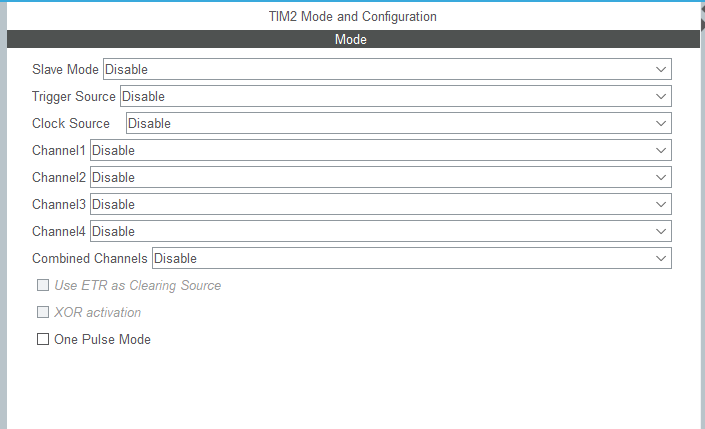 TIM2 Mode and Configuration
Mode
Slave Mode Disable
Trigger Source Disable
Clock Source Disable
Channel1 Disable
Channel2 Disable
Channel3 Disable
Channel4 Disable
Combined Channels Disable
Use ETR as Clearing Source
XOR activation
One Pulse Mode